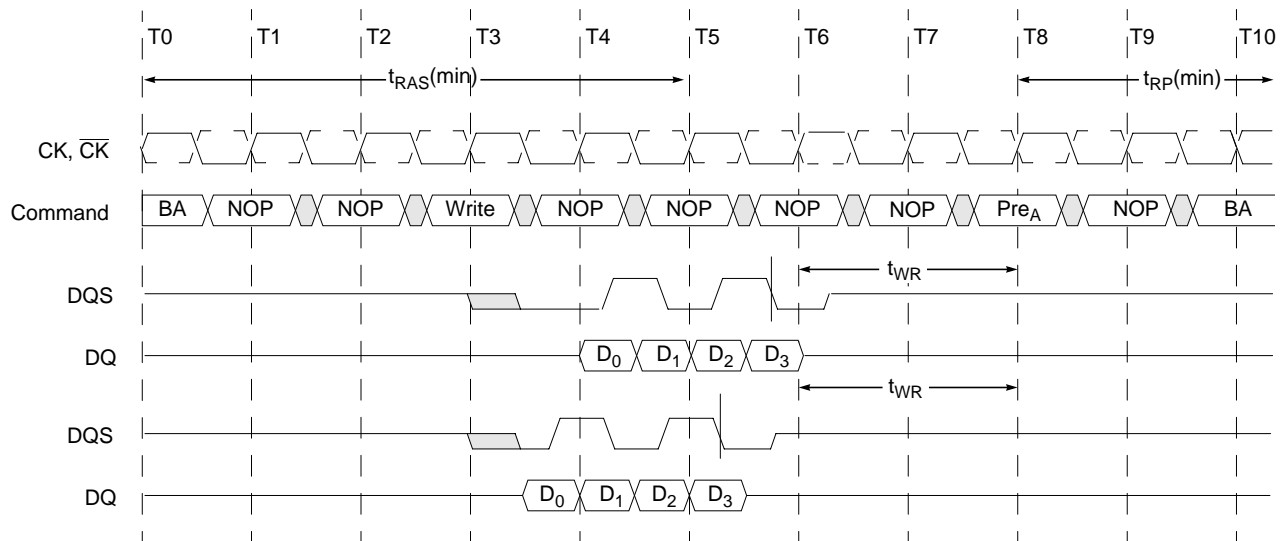 T0 T1 T2 T3 T4 T5 T6 T7 T8 T9 T10
tRAS(min) tRP(min)
CK, C̅K̅
Command BA NOP NOP Write NOP NOP NOP NOP PreA NOP BA
tWR
DQS
DQ D0 D1 D2 D3
tWR
DQS
DQ D0 D1 D2 D3